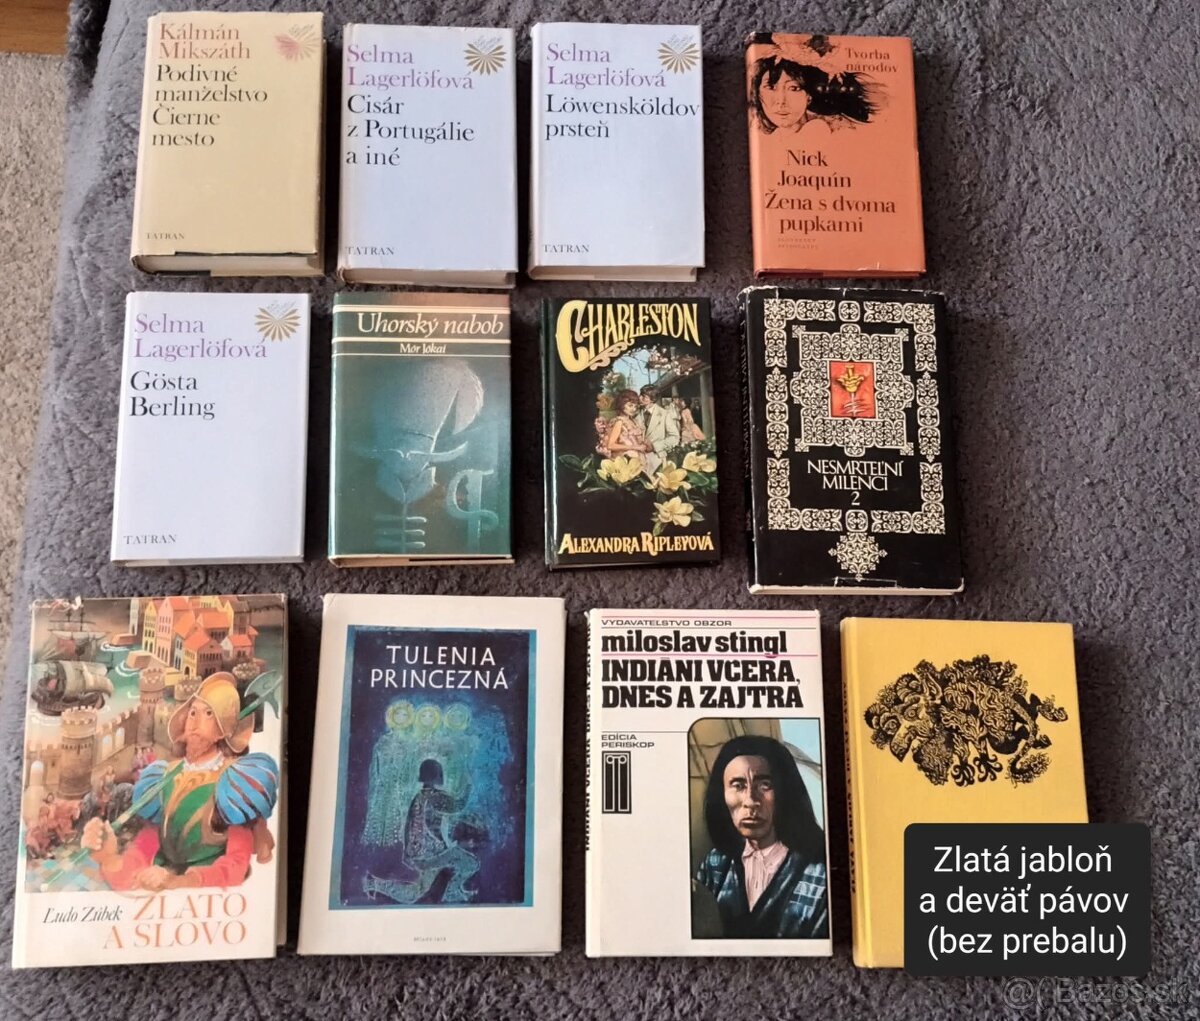 Kálmán
Mikszáth
Podivné
manželstvo
Čierne
mesto
TATRAN
Selma
Lagerlöfová
Cisár
z Portugálie
a iné
TATRAN
Selma
Lagerlöfová
Löwensköldov
prsteň
TATRAN
Tvorba
národov
Nick
Joaquín
Žena s dvoma
pupkami
Selma
Lagerlöfová
Gösta
Berling
TATRAN
Uhorský nabob
Mór Jókai
CHARLESTON
ALEXANDRA RIPLEYOVÁ
NESMRTEĽNÍ
MILENCI
2
Ľudo Zúbek
ZLATO
A SLOVO
TULENIA
PRINCEZNÁ
VYDAVATEĽSTVO OBZOR
miloslav stingl
INDIÁNI VČERA,
DNES A ZAJTRA
EDÍCIA
PERISKOP
Zlatá jabloň
a deväť pávov
(bez prebalu)
Bazos.sk